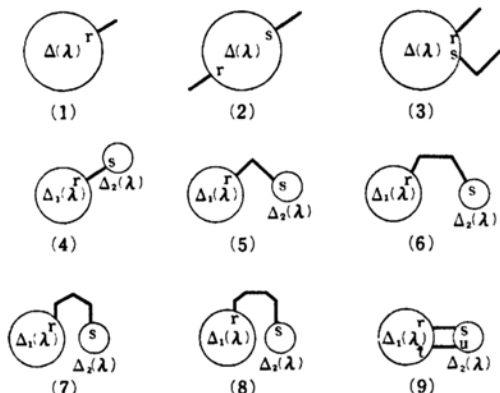 Δ(λ) r
Δ(λ) r s
Δ(λ) r s
(1) (2) (3)
Δ₁(λ) r s Δ₂(λ)
Δ₁(λ) r s Δ₂(λ)
Δ₁(λ) r s Δ₂(λ)
(4) (5) (6)
Δ₁(λ) r s Δ₂(λ)
Δ₁(λ) r s Δ₂(λ)
Δ₁(λ) r t s u Δ₂(λ)
(7) (8) (9)